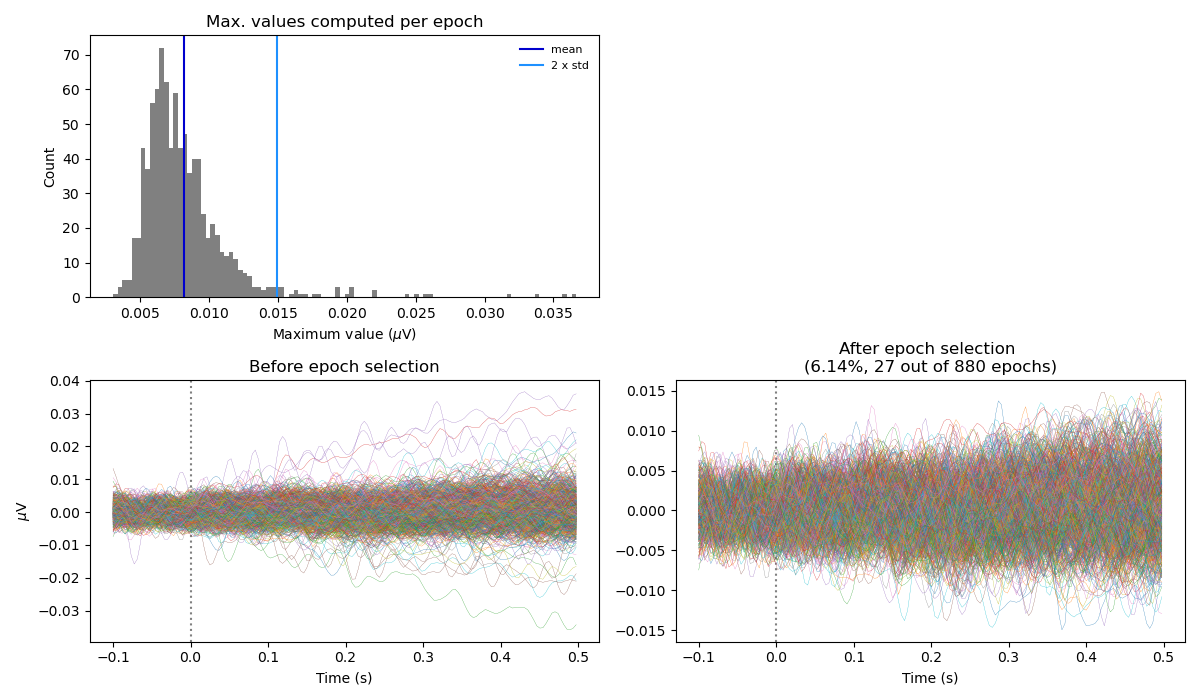 Max. values computed per epoch
mean
2 x std
70
60
50
40
30
20
10
0
Count
0.005 0.010 0.015 0.020 0.025 0.030 0.035
Maximum value (μV)
Before epoch selection
0.04
0.03
0.02
0.01
0.00
−0.01
−0.02
−0.03
μV
−0.1 0.0 0.1 0.2 0.3 0.4 0.5
Time (s)
After epoch selection
(6.14%, 27 out of 880 epochs)
0.015
0.010
0.005
0.000
−0.005
−0.010
−0.015
−0.1 0.0 0.1 0.2 0.3 0.4 0.5
Time (s)